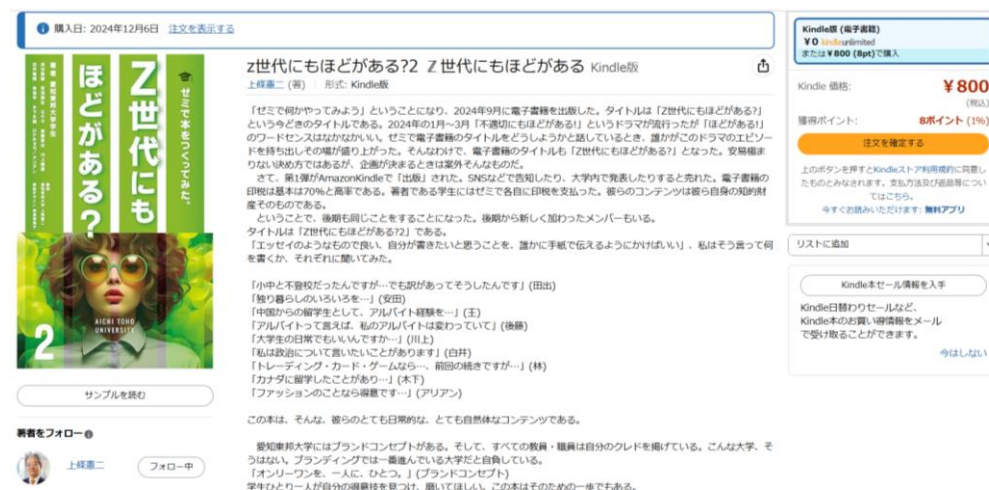 購入日: 2024年12月6日 注文を表示する
Z世代にも
ほどがある?
ゼミで本をつくってみた。
AICHI TOHO
UNIVERSITY
2
サンプルを読む
著者をフォロー
上條憲二
フォロー中
z世代にもほどがある?2 Z世代にもほどがある Kindle版
上條憲二 (著) 形式: Kindle版
「ゼミで何かやってみよう」ということになり、2024年9月に電子書籍を出版した。タイトルは「Z世代にもほどがある?」
という今どきのタイトルである。2024年の1月～3月「不適切にもほどがある!」というドラマが流行ったが「ほどがある!」
のワードセンスはなかなかいい。ゼミで電子書籍のタイトルをどうしようかと話しているとき、誰かがこのドラマのエピソー
ドを持ち出しその場が盛り上がった。そんなわけで、電子書籍のタイトルも「Z世代にもほどがある?」となった。安易極ま
りない決め方ではあるが、企画が決まるときは案外そんなものだ。
さて、第1弾がAmazonKindleで「出版」された。SNSなどで告知したり、大学内で発表したりすると売れた。電子書籍の
印税は基本は70%と高率である。著者である学生にはゼミで各自に印税を支払った。彼らのコンテンツは彼ら自身の知的財
産そのものである。
ということで、後期も同じことをすることになった。後期から新しく加わったメンバーもいる。
タイトルは「Z世代にもほどがある?2」である。
「エッセイのようなもので良い、自分が書きたいと思うことを、誰かに手紙で伝えるようにかけばいい」、私はそう言って何
を書くか、それぞれに聞いてみた。
「小中と不登校だったんですが…でも訳があってそうしたんです」(田出)
「独り暮らしのいろいろを…」(安田)
「中国からの留学生として、アルバイト経験を…」(王)
「アルバイトって言えば、私のアルバイトは変わっていて」(後藤)
「大学生の日常でもいいんですか…」(川上)
「私は政治について言いたいことがあります」(白井)
「トレーディング・カード・ゲームなら…、前回の続きですが…」(林)
「カナダに留学したことがあり…」(木下)
「ファッションのことなら得意です…」(アリアン)
この本は、そんな、彼らのとても日常的な、とても自然体なコンテンツである。
愛知東邦大学にはブランドコンセプトがある。そして、すべての教員・職員は自分のクレドを掲げている。こんな大学、そ
うはない。ブランディングでは一番進んでいる大学だと自負している。
「オンリーワンを、一人に、ひとつ。」(ブランドコンセプト)
学生ひとり一人が自分の得意技を見つけ、磨いてほしい。この本はそのための一歩でもある。
Kindle版 (電子書籍)
¥0 kindleunlimited
または¥800 (8pt)で購入
Kindle 価格: ¥800
(税込)
獲得ポイント: 8ポイント (1%)
注文を確定する
上のボタンを押すとKindleストア利用規約に同意し
たものとみなされます。支払方法及び返品等につい
てはこちら。
今すぐお読みいただけます: 無料アプリ
リストに追加
Kindle本セール情報を入手
Kindle日替わりセールなど、
Kindle本のお買い得情報をメール
で受け取ることができます。
今はしない